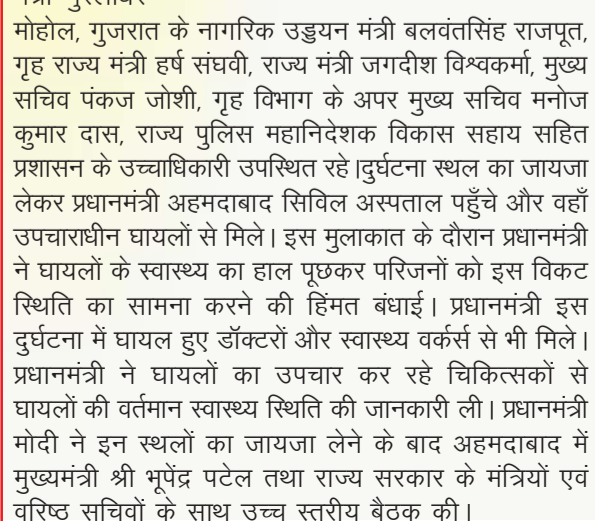 मोहोल, गुजरात के नागरिक उड्डयन मंत्री बलवंतसिंह राजपूत,
गृह राज्य मंत्री हर्ष संघवी, राज्य मंत्री जगदीश विश्वकर्मा, मुख्य
सचिव पंकज जोशी, गृह विभाग के अपर मुख्य सचिव मनोज
कुमार दास, राज्य पुलिस महानिदेशक विकास सहाय सहित
प्रशासन के उच्चाधिकारी उपस्थित रहे।दुर्घटना स्थल का जायजा
लेकर प्रधानमंत्री अहमदाबाद सिविल अस्पताल पहुँचे और वहाँ
उपचाराधीन घायलों से मिले। इस मुलाकात के दौरान प्रधानमंत्री
ने घायलों के स्वास्थ्य का हाल पूछकर परिजनों को इस विकट
स्थिति का सामना करने की हिंमत बंधाई। प्रधानमंत्री इस
दुर्घटना में घायल हुए डॉक्टरों और स्वास्थ्य वर्कर्स से भी मिले।
प्रधानमंत्री ने घायलों का उपचार कर रहे चिकित्सकों से
घायलों की वर्तमान स्वास्थ्य स्थिति की जानकारी ली। प्रधानमंत्री
मोदी ने इन स्थलों का जायजा लेने के बाद अहमदाबाद में
मुख्यमंत्री श्री भूपेंद्र पटेल तथा राज्य सरकार के मंत्रियों एवं
वरिष्ठ सचिवों के साथ उच्च स्तरीय बैठक की।